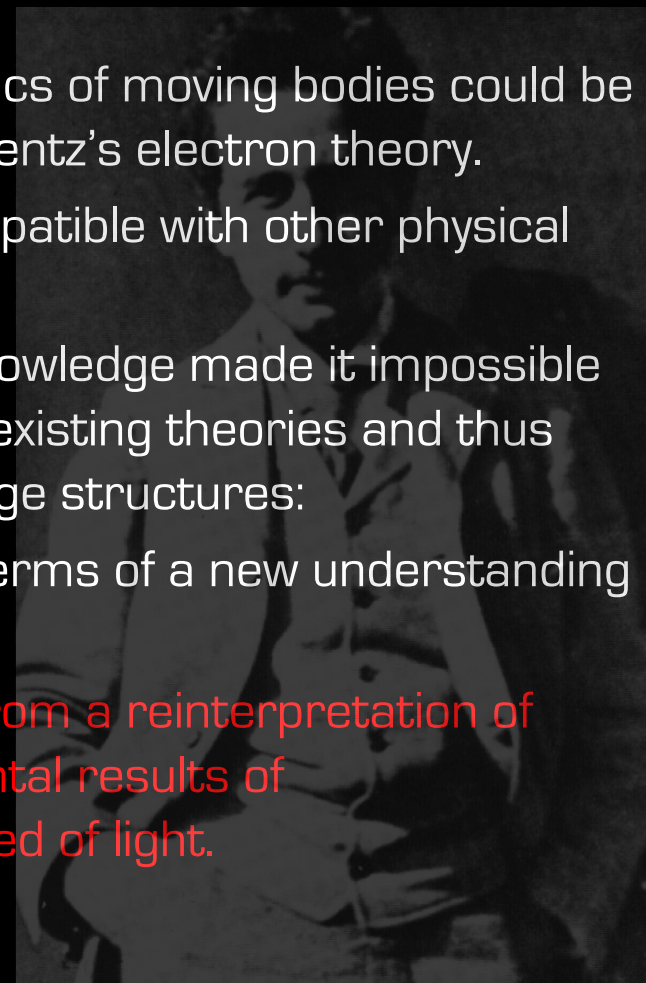 cs of moving bodies could be
entz’s electron theory.
patible with other physical
owledge made it impossible
existing theories and thus
ge structures:
erms of a new understanding
om a reinterpretation of
ntal results of
ed of light.